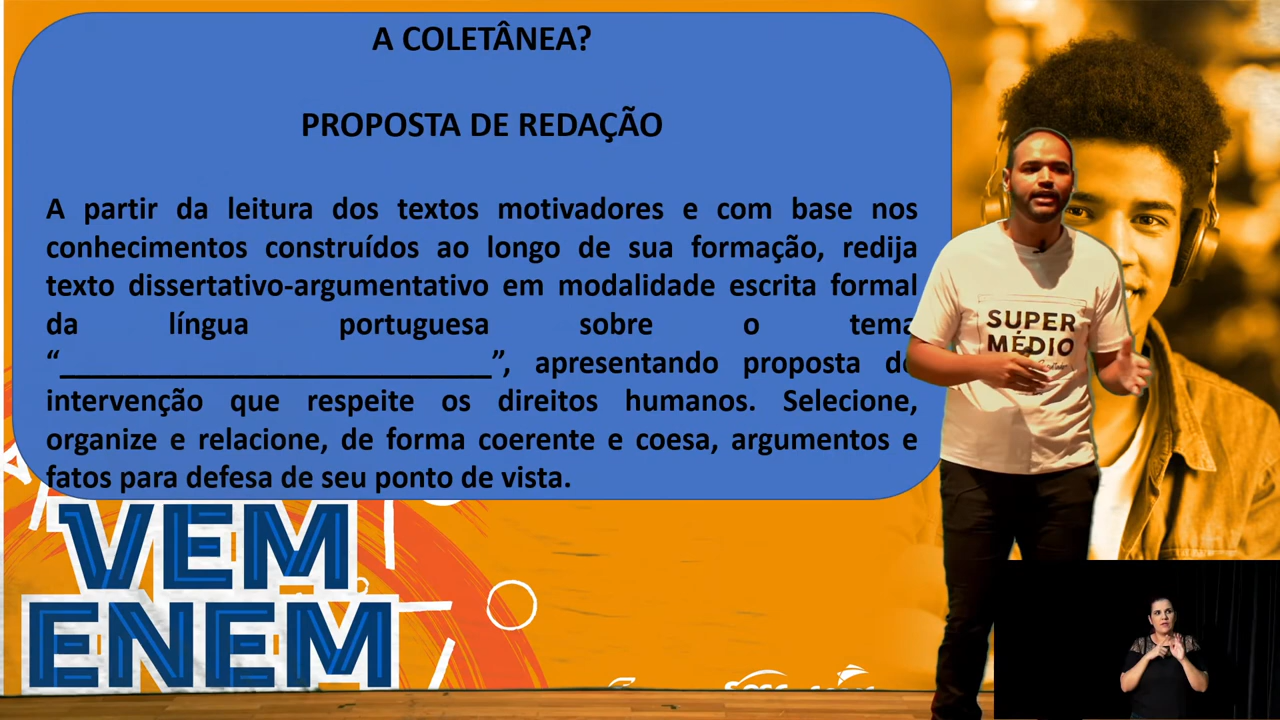 A COLETÂNEA?
PROPOSTA DE REDAÇÃO
A partir da leitura dos textos motivadores e com base nos
conhecimentos construídos ao longo de sua formação, redija
texto dissertativo-argumentativo em modalidade escrita formal
da língua portuguesa sobre o tema
“____________________________”, apresentando proposta de
intervenção que respeite os direitos humanos. Selecione,
organize e relacione, de forma coerente e coesa, argumentos e
fatos para defesa de seu ponto de vista.
SUPER
MÉDIO
VEM
ENEM